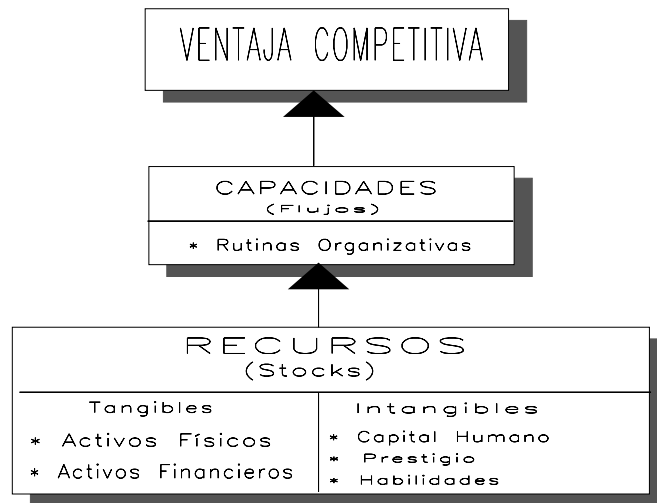 VENTAJA COMPETITIVA
CAPACIDADES
(Flujos)
* Rutinas Organizativas
RECURSOS
(Stocks)
Tangibles
* Activos Físicos
* Activos Financieros
Intangibles
* Capital Humano
* Prestigio
* Habilidades